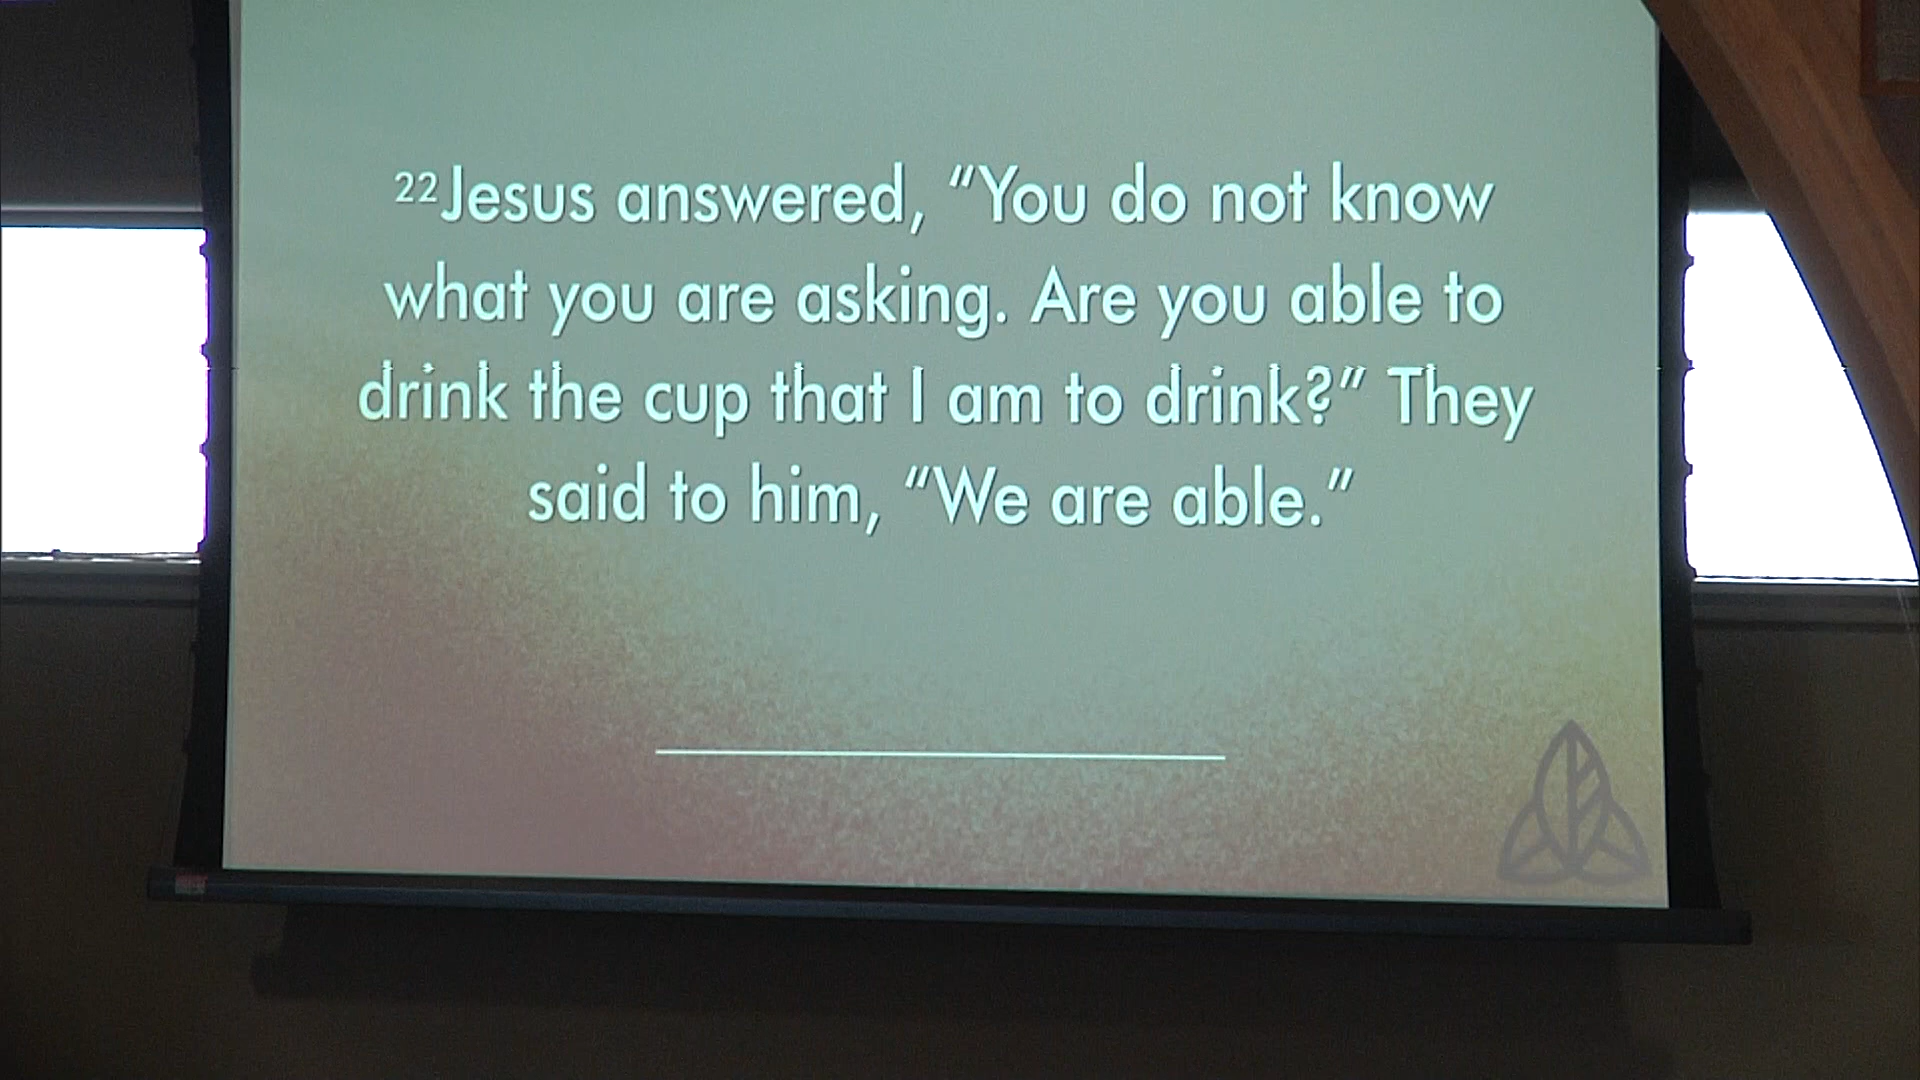 ²²Jesus answered, “You do not know
what you are asking. Are you able to
drink the cup that I am to drink?” They
said to him, “We are able.”